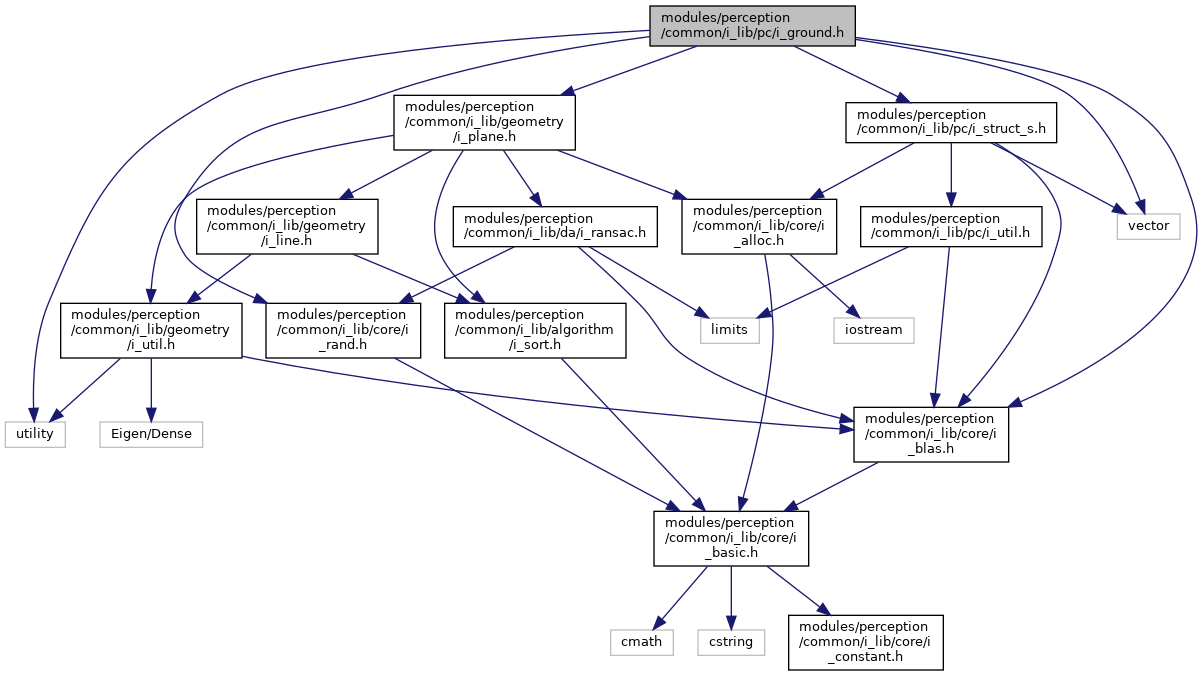 modules/perception
/common/i_lib/pc/i_ground.h
modules/perception
/common/i_lib/geometry
/i_plane.h
modules/perception
/common/i_lib/pc/i_struct_s.h
modules/perception
/common/i_lib/geometry
/i_line.h
modules/perception
/common/i_lib/da/i_ransac.h
modules/perception
/common/i_lib/core/i
_alloc.h
modules/perception
/common/i_lib/pc/i_util.h
vector
modules/perception
/common/i_lib/geometry
/i_util.h
modules/perception
/common/i_lib/core/i
_rand.h
modules/perception
/common/i_lib/algorithm
/i_sort.h
limits
iostream
utility
Eigen/Dense
modules/perception
/common/i_lib/core/i
_blas.h
modules/perception
/common/i_lib/core/i
_basic.h
cmath
cstring
modules/perception
/common/i_lib/core/i
_constant.h